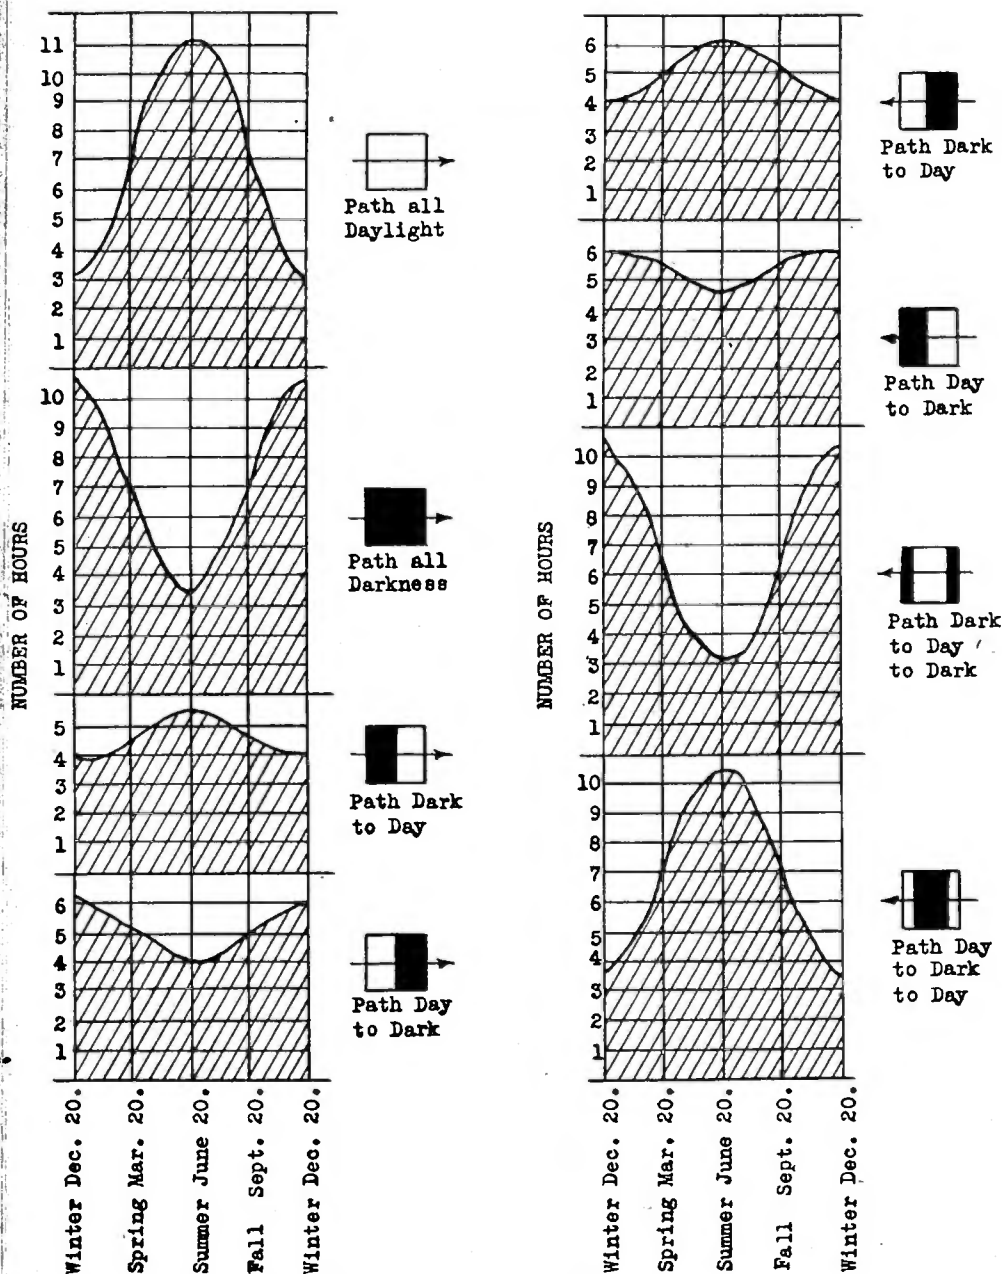 NUMBER OF HOURS
11
10
9
8
7
6
5
4
3
2
1
Path all
Daylight
10
9
8
7
6
5
4
3
2
1
Path all
Darkness
5
4
3
2
1
Path Dark
to Day
6
5
4
3
2
1
Path Day
to Dark
Winter Dec. 20.
Spring Mar. 20.
Summer June 20.
Fall Sept. 20.
Winter Dec. 20.
NUMBER OF HOURS
6
5
4
3
2
1
Path Dark
to Day
6
5
4
3
2
1
Path Day
to Dark
10
9
8
7
6
5
4
3
2
1
Path Dark
to Day
to Dark
10
9
8
7
6
5
4
3
2
1
Path Day
to Dark
to Day
Winter Dec. 20.
Spring Mar. 20.
Summer June 20.
Fall Sept. 20.
Winter Dec. 20.